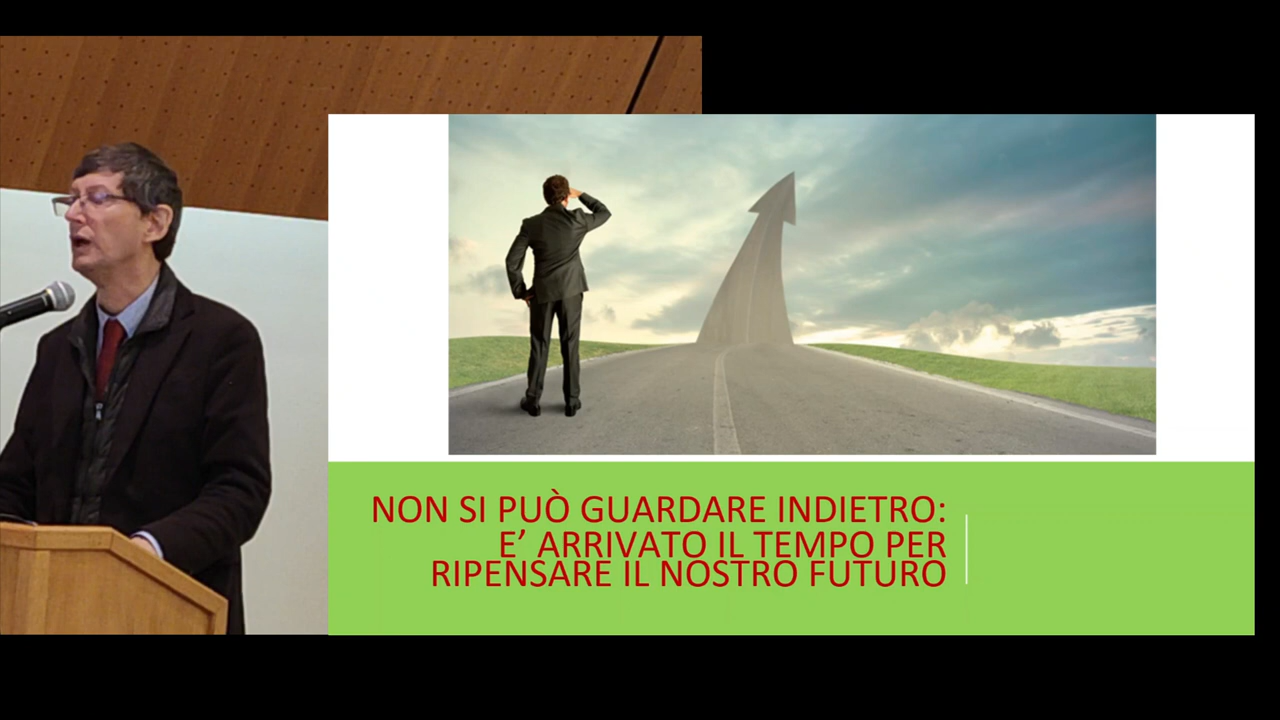 NON SI PUÒ GUARDARE INDIETRO:
E’ ARRIVATO IL TEMPO PER
RIPENSARE IL NOSTRO FUTURO